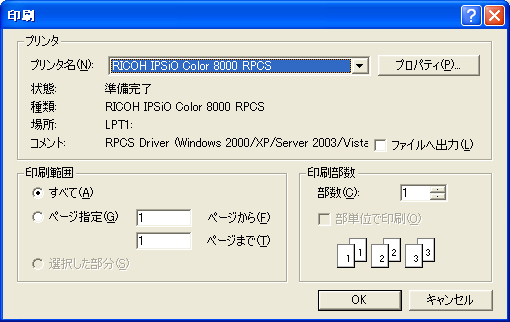 印刷
プリンタ
プリンタ名(N): RICOH IPSiO Color 8000 RPCS プロパティ(P)...
状態: 準備完了
種類: RICOH IPSiO Color 8000 RPCS
場所: LPT1:
コメント: RPCS Driver (Windows 2000/XP/Server 2003/Vista ファイルへ出力(L)
印刷範囲
すべて(A)
ページ指定(G) 1 ページから(F)
1 ページまで(T)
選択した部分(S)
印刷部数
部数(C): 1
部単位で印刷(O)
1 1 2 2 3 3
OK キャンセル